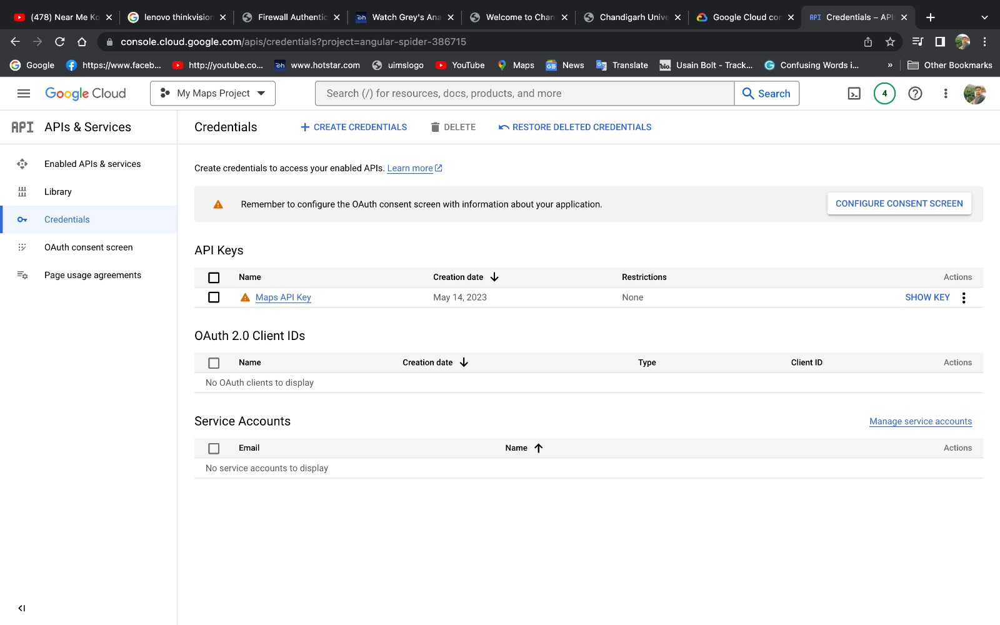 (478) Near Me Ko
lenovo thinkvision
Firewall Authentic
Watch Grey's Ana
Welcome to Chan
Chandigarh Unive
Google Cloud con
API Credentials – API
console.cloud.google.com/apis/credentials?project=angular-spider-386715
Google
https://www.faceb...
http://youtube.co...
www.hotstar.com
uimslogo
YouTube
Maps
News
Translate
bio. Usain Bolt - Track...
Confusing Words i...
»
Other Bookmarks
Google Cloud
My Maps Project
Search (/) for resources, docs, products, and more
Search
4
API APIs & Services
Credentials
+ CREATE CREDENTIALS
DELETE
RESTORE DELETED CREDENTIALS
Enabled APIs & services
Library
Credentials
OAuth consent screen
Page usage agreements
Create credentials to access your enabled APIs. Learn more
Remember to configure the OAuth consent screen with information about your application.
CONFIGURE CONSENT SCREEN
API Keys
Name Creation date Restrictions Actions
Maps API Key May 14, 2023 None SHOW KEY
OAuth 2.0 Client IDs
Name Creation date Type Client ID Actions
No OAuth clients to display
Service Accounts
Manage service accounts
Email Name Actions
No service accounts to display